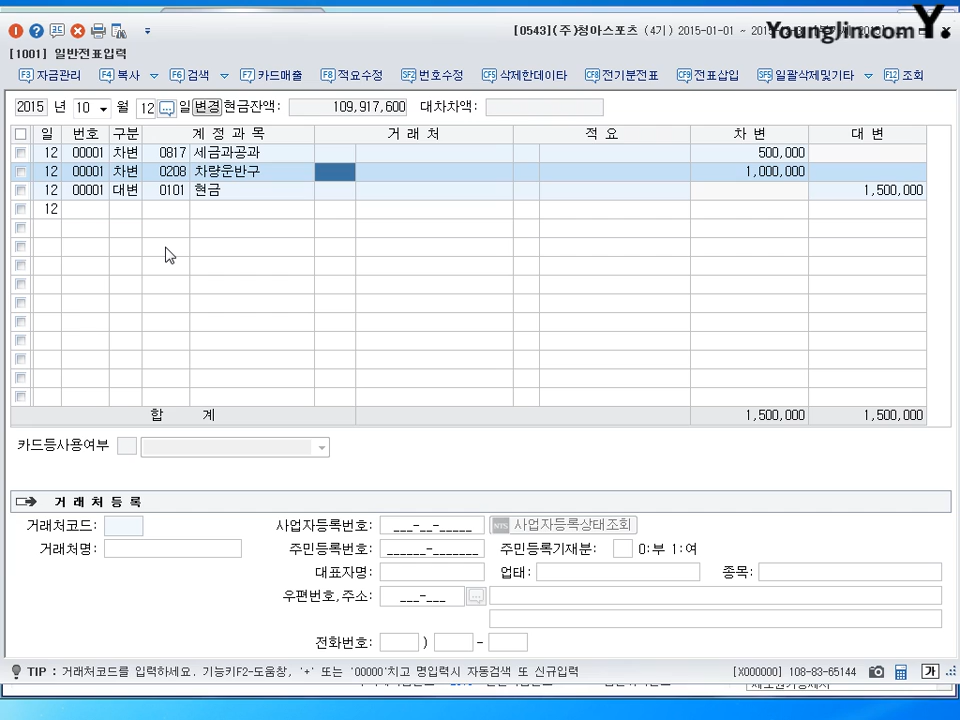 [0543](주)청아스포츠 (4기) 2015-01-01 ~
Younglin.com Y.
[1001] 일반전표입력
F3 자금관리 F4 복사 F6 검색 F7 카드매출 F8 적요수정 SF2 번호수정 CF5 삭제한데이타 CF8 전기분전표 CF9 전표삽입 SF5 일괄삭제및기타 F12 조회
2015 년 10 월 12 일 변경 현금잔액: 109,917,600 대차차액:
일 번호 구분 계 정 과 목 거 래 처 적 요 차 변 대 변
12 00001 차변 0817 세금과공과 500,000
12 00001 차변 0208 차량운반구 1,000,000
12 00001 대변 0101 현금 1,500,000
12
합 계 1,500,000 1,500,000
카드등사용여부
거 래 처 등 록
거래처코드: 사업자등록번호: ___-__-_____ NTS 사업자등록상태조회
거래처명: 주민등록번호: ______-_______ 주민등록기재분: 0:부 1:여
대표자명: 업태: 종목:
우편번호,주소: ___-___
전화번호: ) -
TIP : 거래처코드를 입력하세요. 기능키F2-도움창, '+' 또는 '00000'치고 명입력시 자동검색 또 신규입력 [X000000] 108-83-65144 가